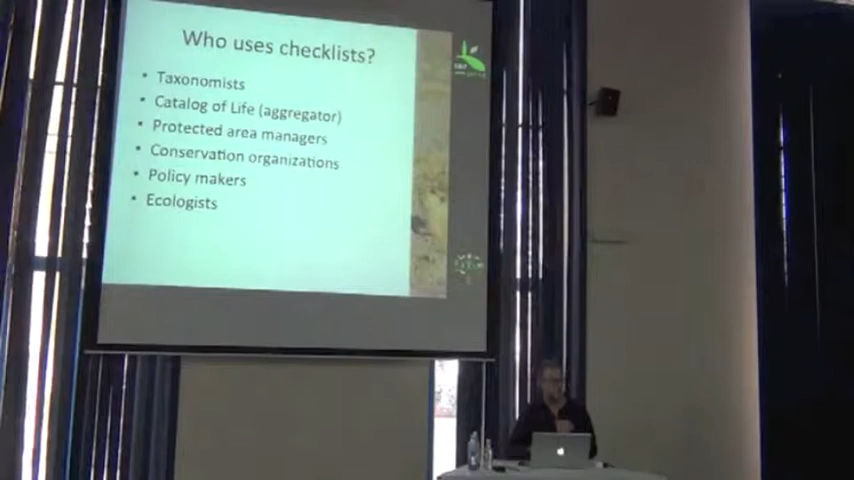 Who uses checklists?
• Taxonomists
• Catalog of Life (aggregator)
• Protected area managers
• Conservation organizations
• Policy makers
• Ecologists